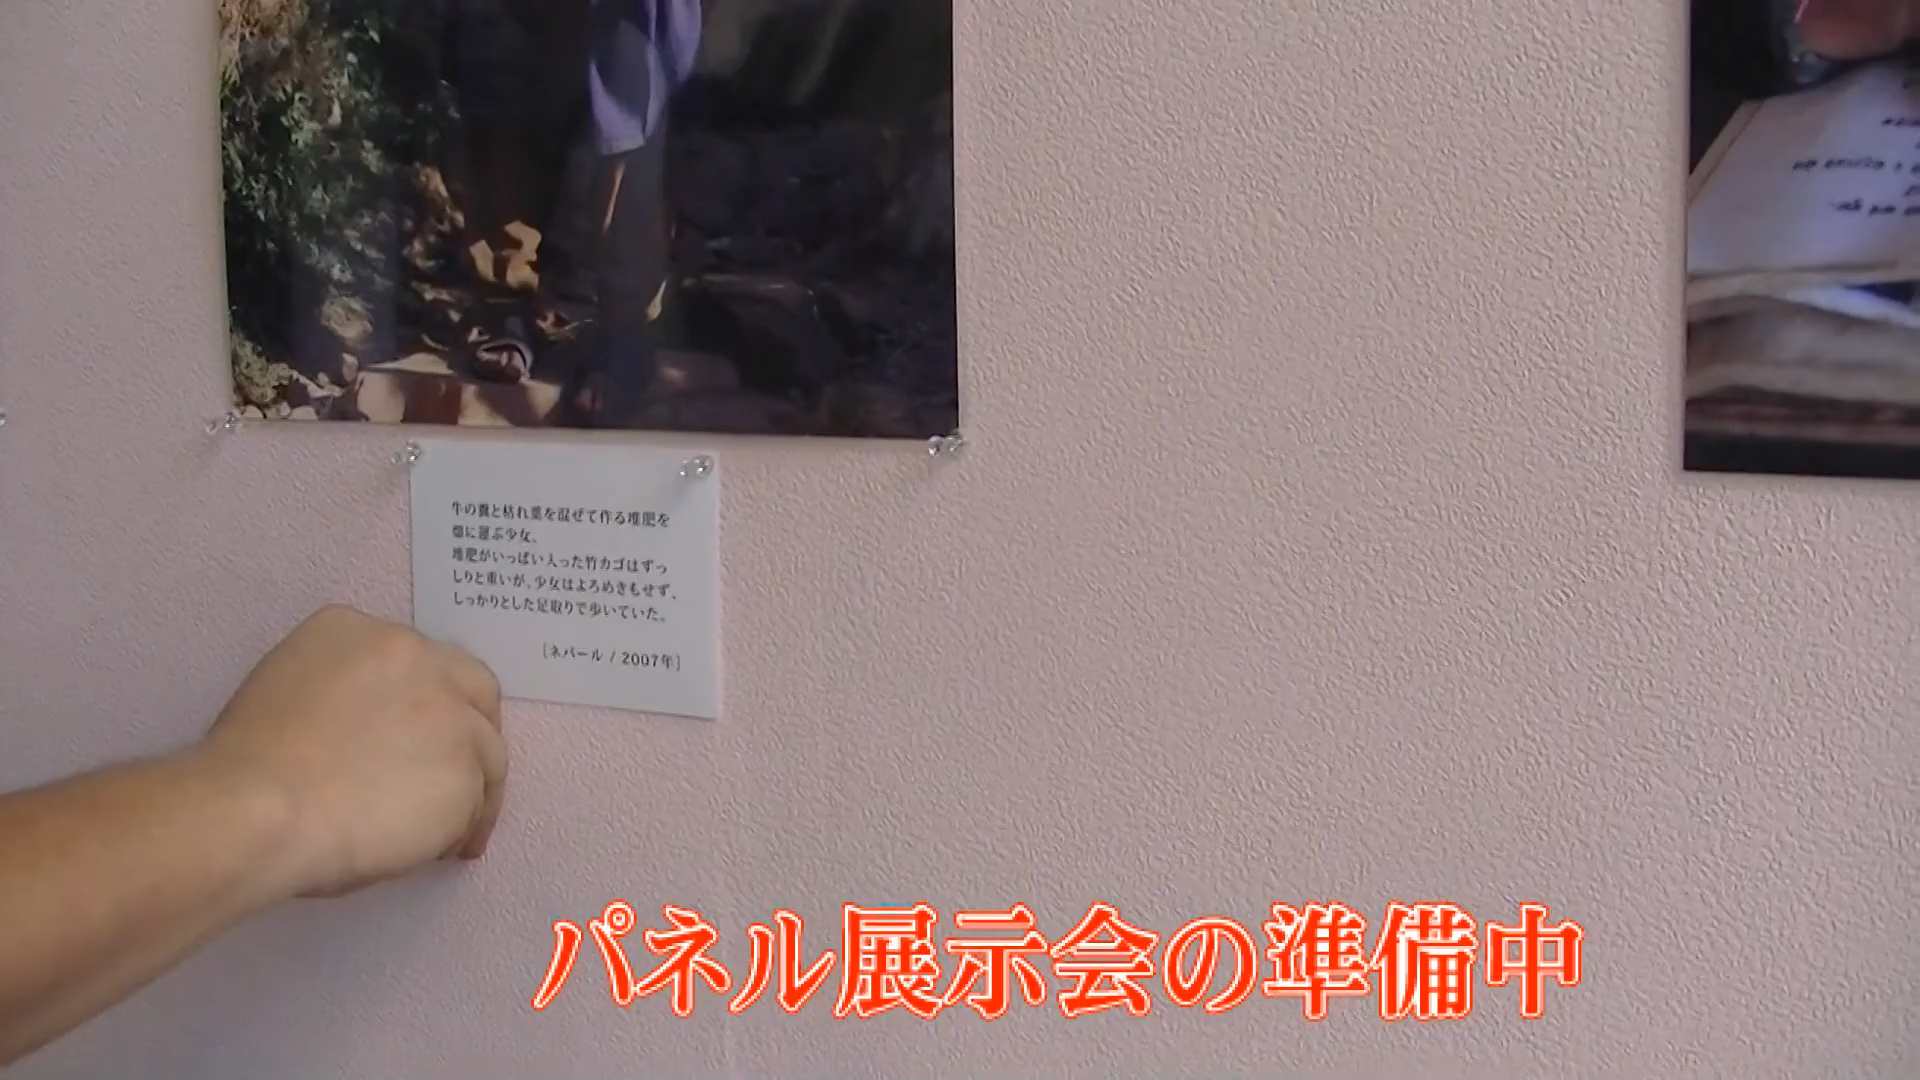 牛の糞と枯れ葉を混ぜて作る堆肥を
畑に運ぶ少女。
堆肥がいっぱい入った竹カゴはずっ
しりと重いが、少女はよろめきもせず、
しっかりとした足取りで歩いていた。
［ネパール / 2007年］
パネル展示会の準備中